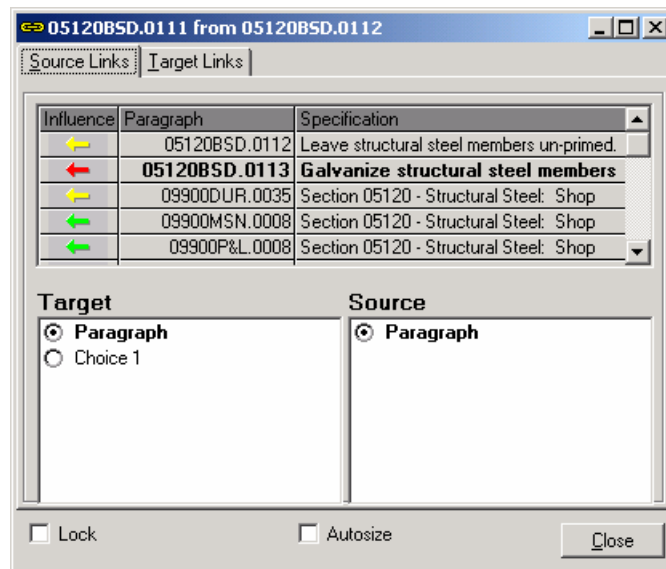 05120BSD.0111 from 05120BSD.0112
Source Links Target Links
Influence Paragraph Specification
05120BSD.0112 Leave structural steel members un-primed.
05120BSD.0113 Galvanize structural steel members
09900DUR.0035 Section 05120 - Structural Steel: Shop
09900MSN.0008 Section 05120 - Structural Steel: Shop
09900P&L.0008 Section 05120 - Structural Steel: Shop
Target Source
Paragraph Paragraph
Choice 1
Lock Autosize Close